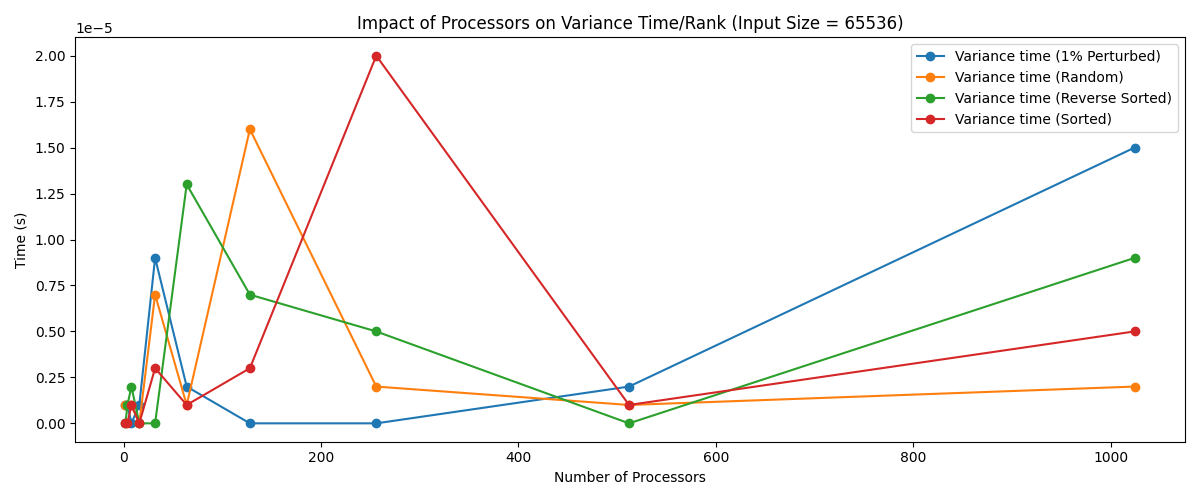 Impact of Processors on Variance Time/Rank (Input Size = 65536)
1e−5
2.00
1.75
1.50
1.25
1.00
0.75
0.50
0.25
0.00
Time (s)
Variance time (1% Perturbed)
Variance time (Random)
Variance time (Reverse Sorted)
Variance time (Sorted)
0 200 400 600 800 1000
Number of Processors